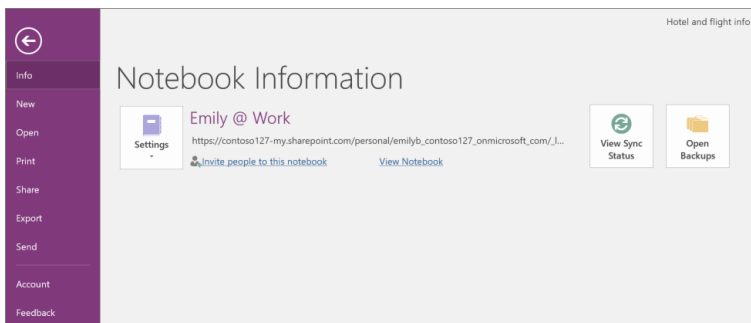 Hotel and flight info
Info
New
Open
Print
Share
Export
Send
Account
Feedback
Notebook Information
Settings
Emily @ Work
https://contoso127-my.sharepoint.com/personal/emilyb_contoso127_onmicrosoft_com/_l...
Invite people to this notebook
View Notebook
View Sync
Status
Open
Backups